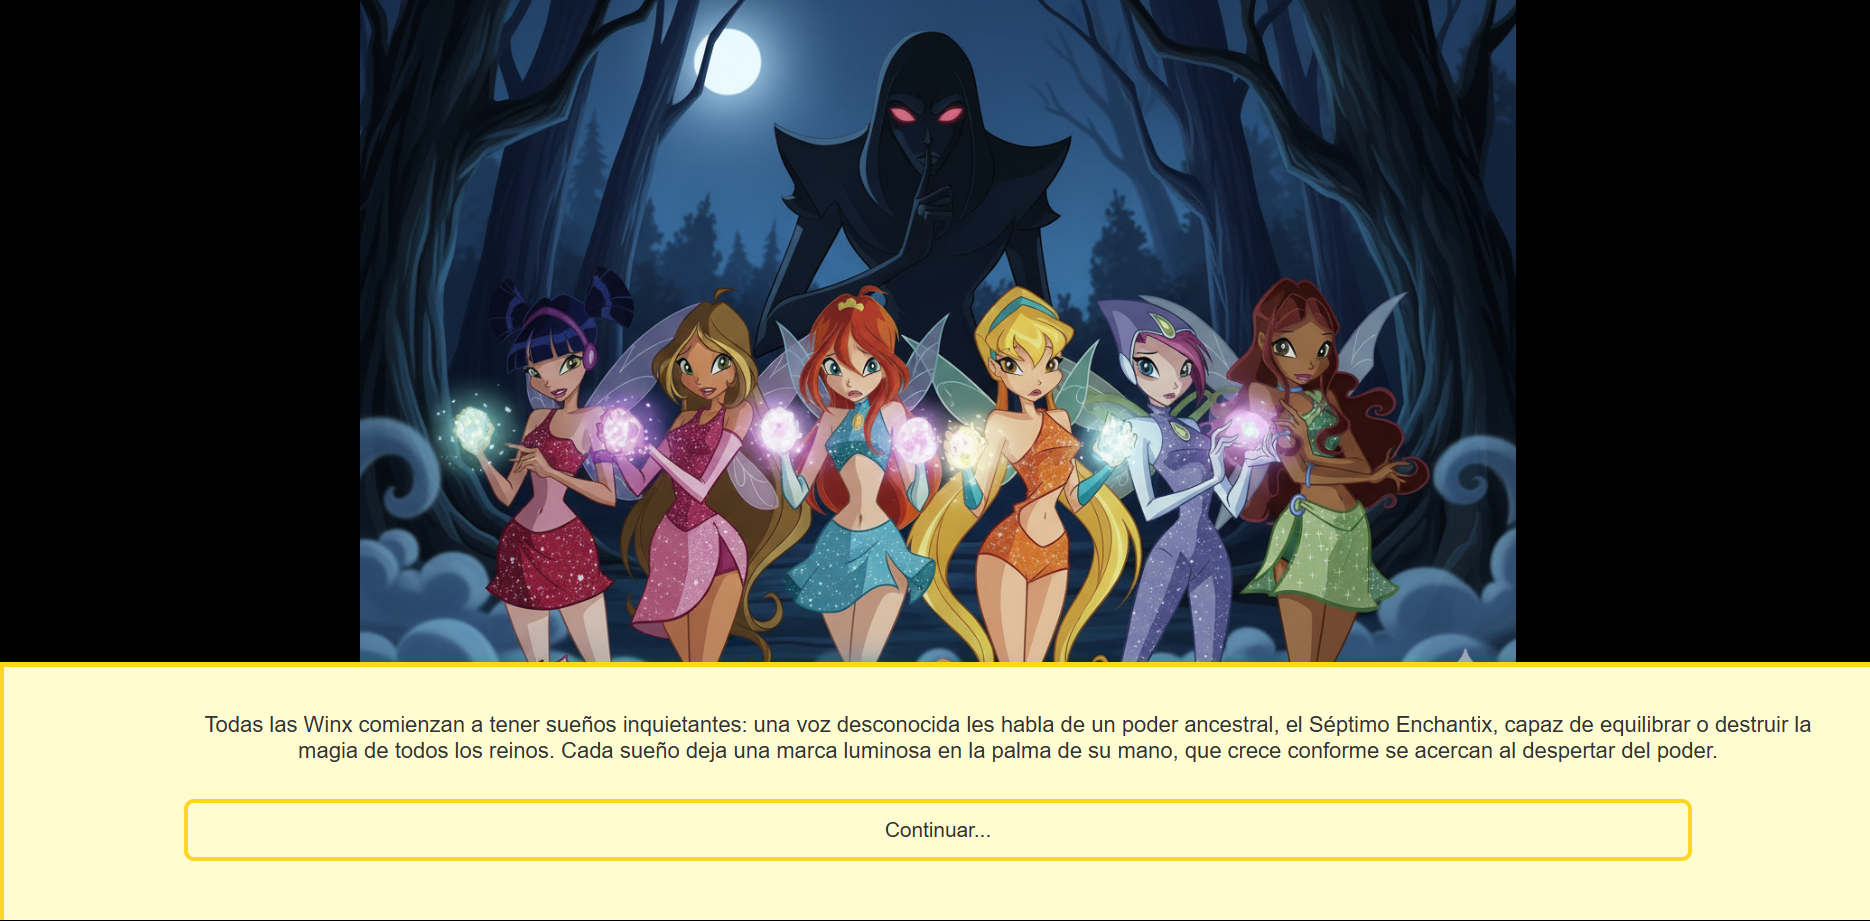 Todas las Winx comienzan a tener sueños inquietantes: una voz desconocida les habla de un poder ancestral, el Séptimo Enchantix, capaz de equilibrar o destruir la
magia de todos los reinos. Cada sueño deja una marca luminosa en la palma de su mano, que crece conforme se acercan al despertar del poder.
Continuar...